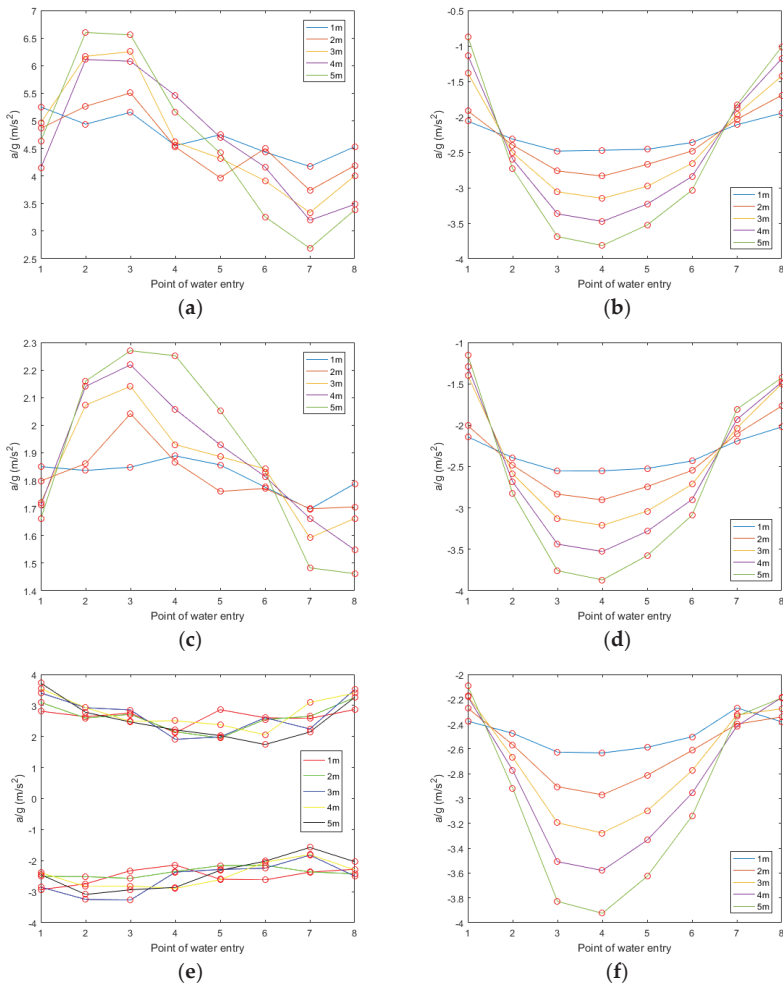 (a)
7
6.5
6
5.5
5
4.5
4
3.5
3
2.5
a/g (m/s²)
1 2 3 4 5 6 7 8
Point of water entry
1m
2m
3m
4m
5m
(b)
-0.5
-1
-1.5
-2
-2.5
-3
-3.5
-4
a/g (m/s²)
1 2 3 4 5 6 7 8
Point of water entry
1m
2m
3m
4m
5m
(c)
2.3
2.2
2.1
2
1.9
1.8
1.7
1.6
1.5
1.4
a/g (m/s²)
1 2 3 4 5 6 7 8
Point of water entry
1m
2m
3m
4m
5m
(d)
-1
-1.5
-2
-2.5
-3
-3.5
-4
a/g (m/s²)
1 2 3 4 5 6 7 8
Point of water entry
1m
2m
3m
4m
5m
(e)
4
3
2
1
0
-1
-2
-3
-4
a/g (m/s²)
1 2 3 4 5 6 7 8
Point of water entry
1m
2m
3m
4m
5m
(f)
-2
-2.2
-2.4
-2.6
-2.8
-3
-3.2
-3.4
-3.6
-3.8
-4
a/g (m/s²)
1 2 3 4 5 6 7 8
Point of water entry
1m
2m
3m
4m
5m